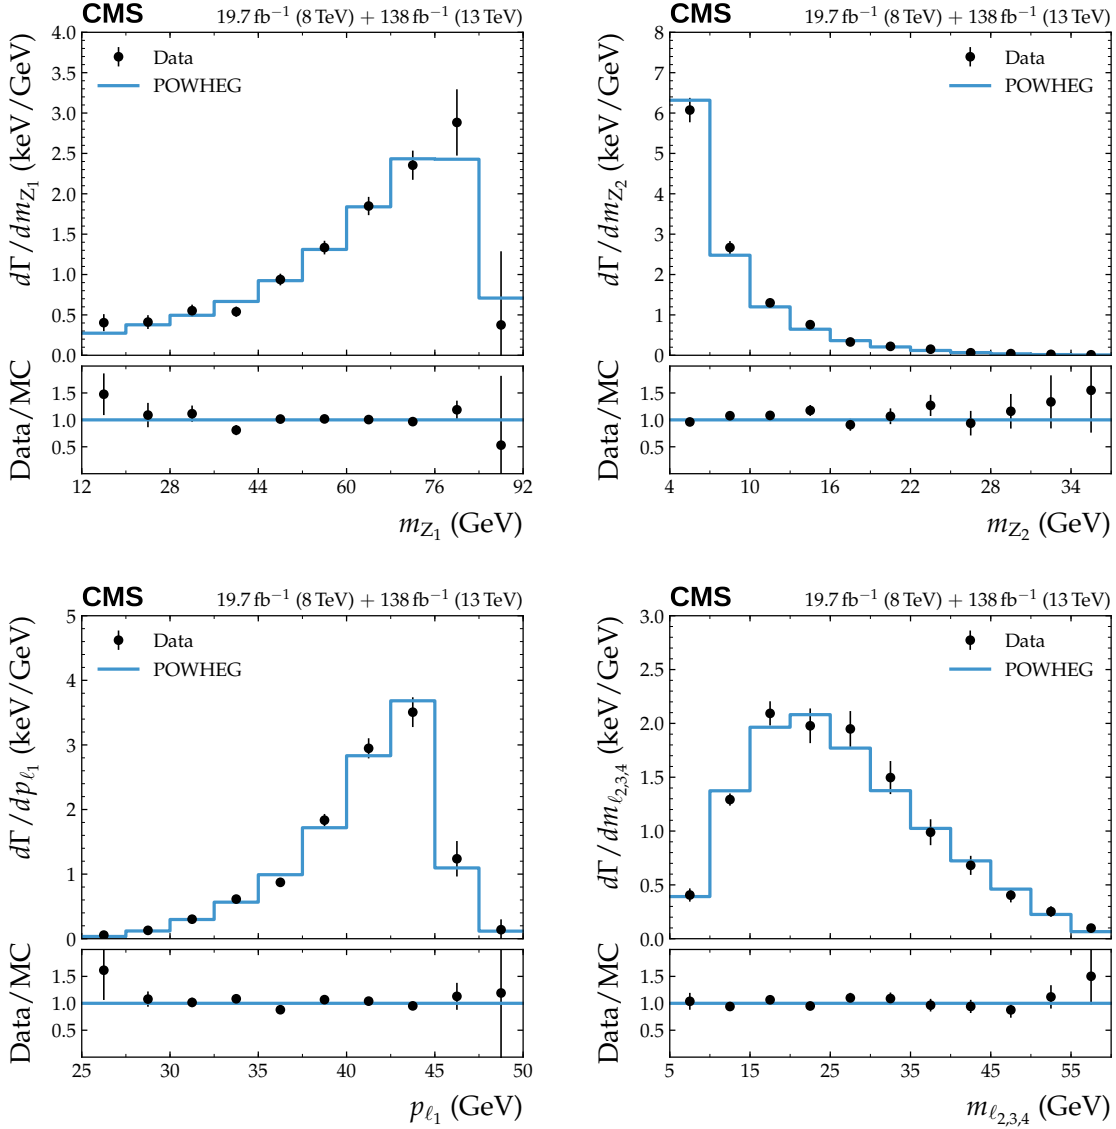 CMS 19.7 fb⁻¹ (8 TeV) + 138 fb⁻¹ (13 TeV)
4.0
3.5
3.0
2.5
2.0
1.5
1.0
0.5
0.0
dΓ / dm_Z₁ (keV / GeV)
Data
POWHEG
1.5
1.0
0.5
Data / MC
12 28 44 60 76 92
m_Z₁ (GeV)
CMS 19.7 fb⁻¹ (8 TeV) + 138 fb⁻¹ (13 TeV)
8
7
6
5
4
3
2
1
0
dΓ / dm_Z₂ (keV / GeV)
Data
POWHEG
1.5
1.0
0.5
Data / MC
4 10 16 22 28 34
m_Z₂ (GeV)
CMS 19.7 fb⁻¹ (8 TeV) + 138 fb⁻¹ (13 TeV)
5
4
3
2
1
0
dΓ / dp_ℓ₁ (keV / GeV)
Data
POWHEG
1.5
1.0
0.5
Data / MC
25 30 35 40 45 50
p_ℓ₁ (GeV)
CMS 19.7 fb⁻¹ (8 TeV) + 138 fb⁻¹ (13 TeV)
3.0
2.5
2.0
1.5
1.0
0.5
0.0
dΓ / dm_ℓ₂,₃,₄ (keV / GeV)
Data
POWHEG
1.5
1.0
0.5
Data / MC
5 15 25 35 45 55
m_ℓ₂,₃,₄ (GeV)